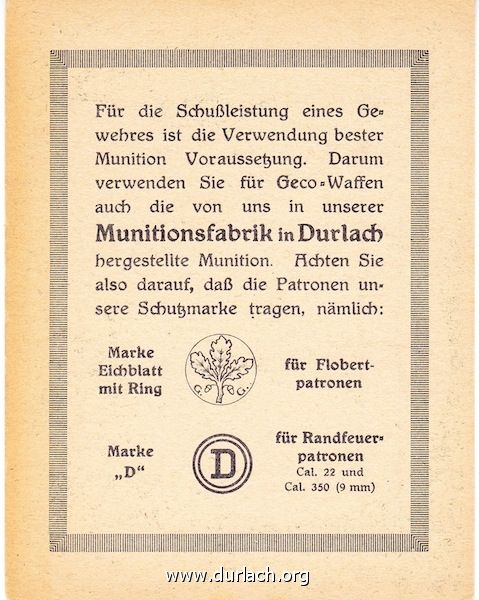 Für die Schußleistung eines Ge-
wehres ist die Verwendung bester
Munition Voraussetzung. Darum
verwenden Sie für Geco-Waffen
auch die von uns in unserer
Munitionsfabrik in Durlach
hergestellte Munition. Achten Sie
also darauf, daß die Patronen un-
sere Schutzmarke tragen, nämlich:
Marke
Eichblatt
mit Ring
G. G.
für Flobert-
patronen
Marke
„D“
D
für Randfeuer-
patronen
Cal. 22 und
Cal. 350 (9 mm)
www.durlach.org